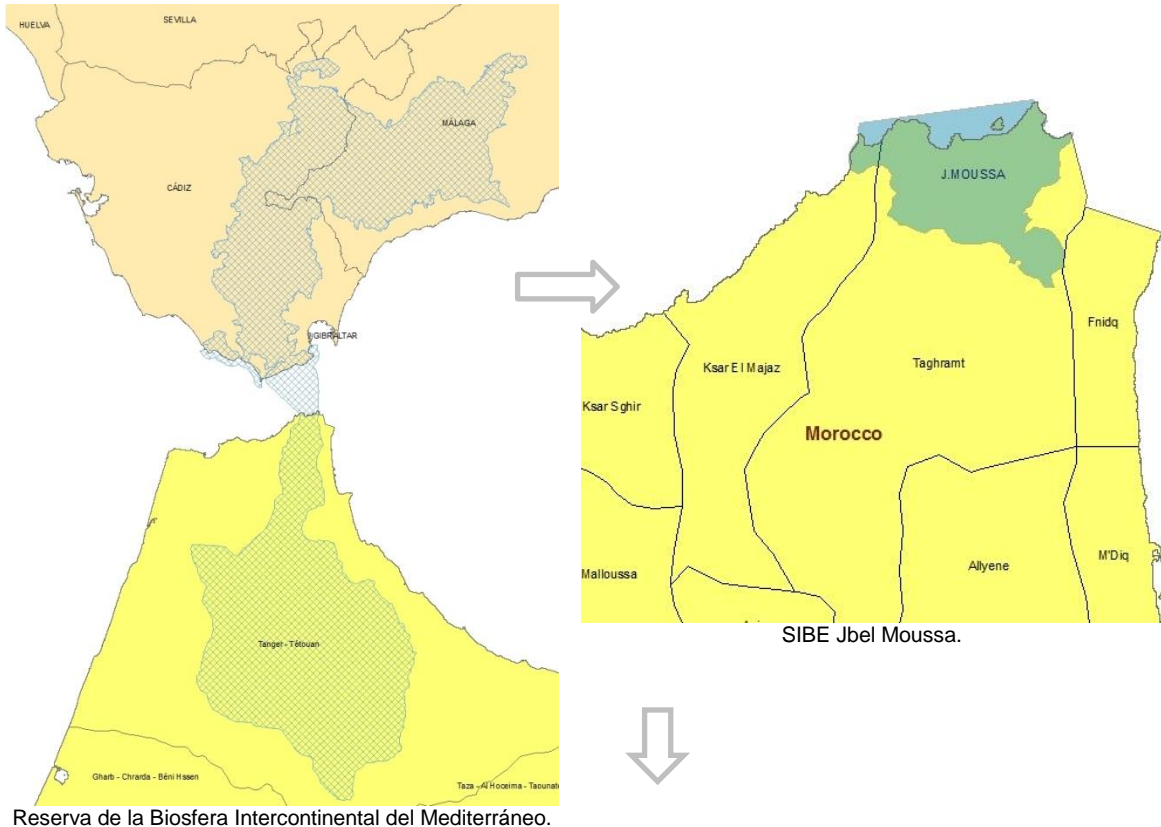 HUELVA
SEVILLA
MÁLAGA
CÁDIZ
GIBRALTAR
Tanger - Tétouan
Gharb - Chrarda - Béni Hssen
Taza - Al Hoceima - Taounate
Reserva de la Biosfera Intercontinental del Mediterráneo.
J.MOUSSA
Fnidq
Ksar El Majaz
Taghramt
Ksar Sghir
Morocco
Malloussa
Allyene
M'Diq
SIBE Jbel Moussa.